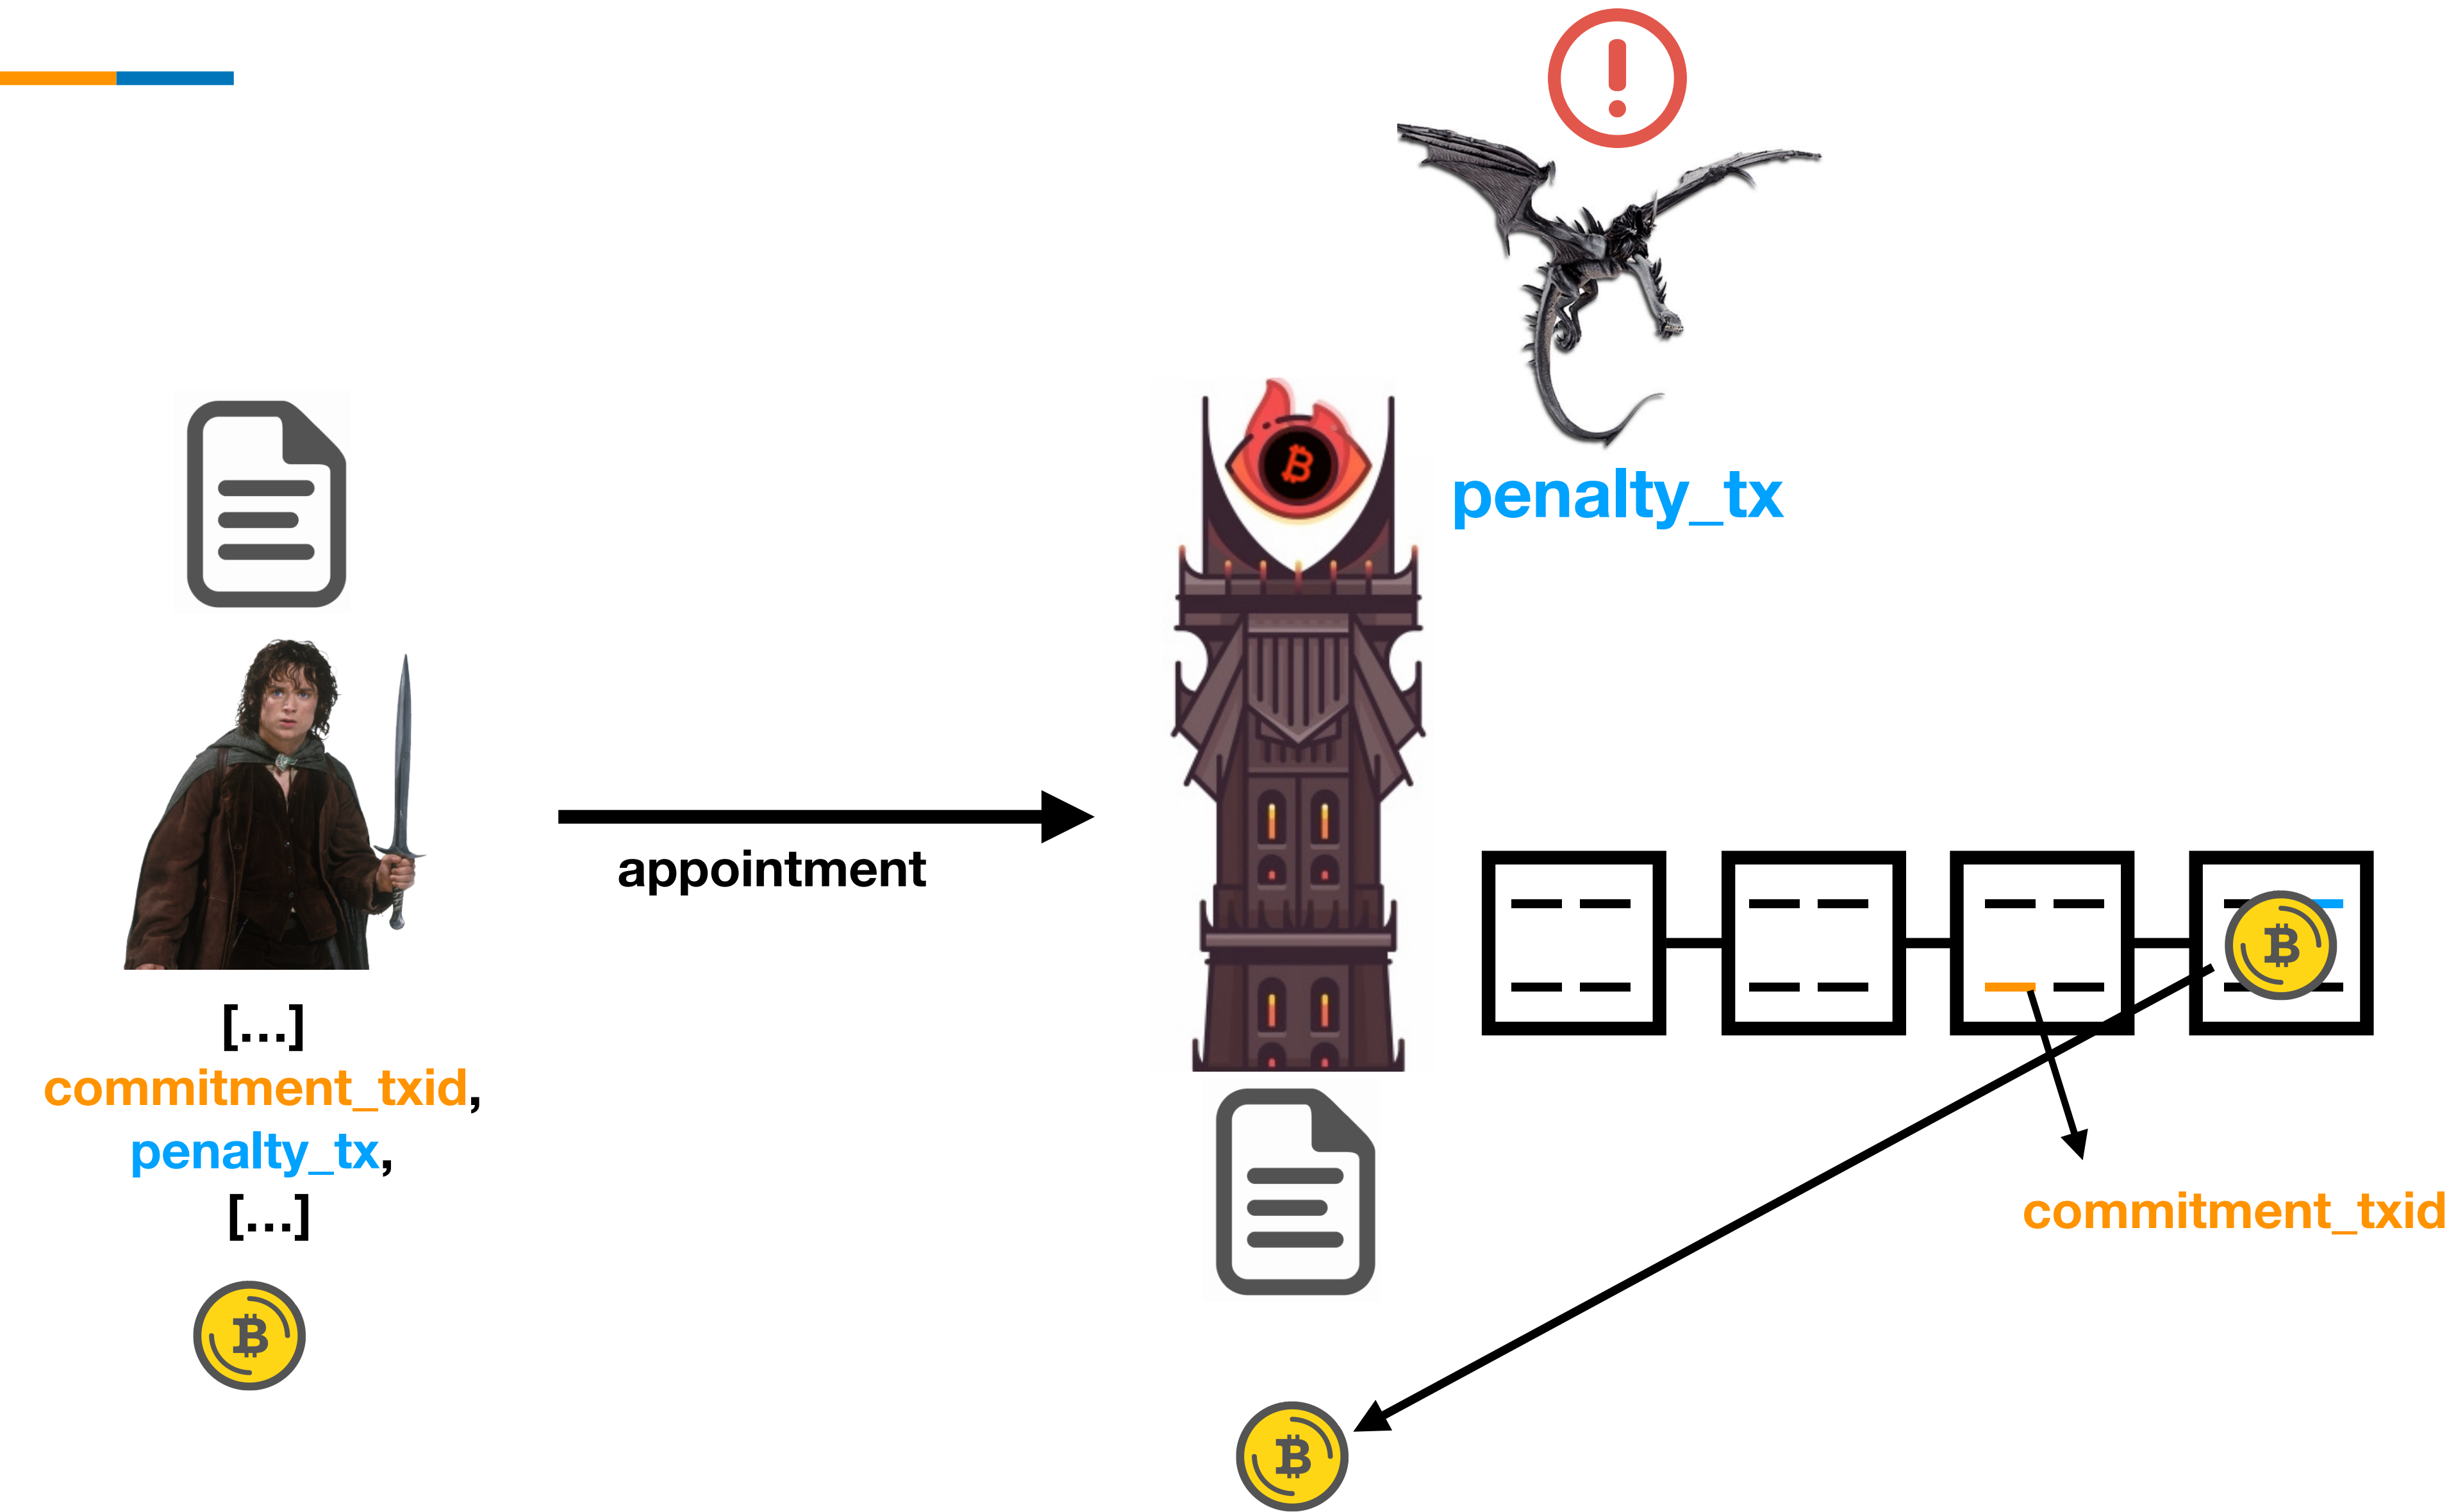 penalty_tx
appointment
[...]
commitment_txid,
penalty_tx,
[...]
commitment_txid